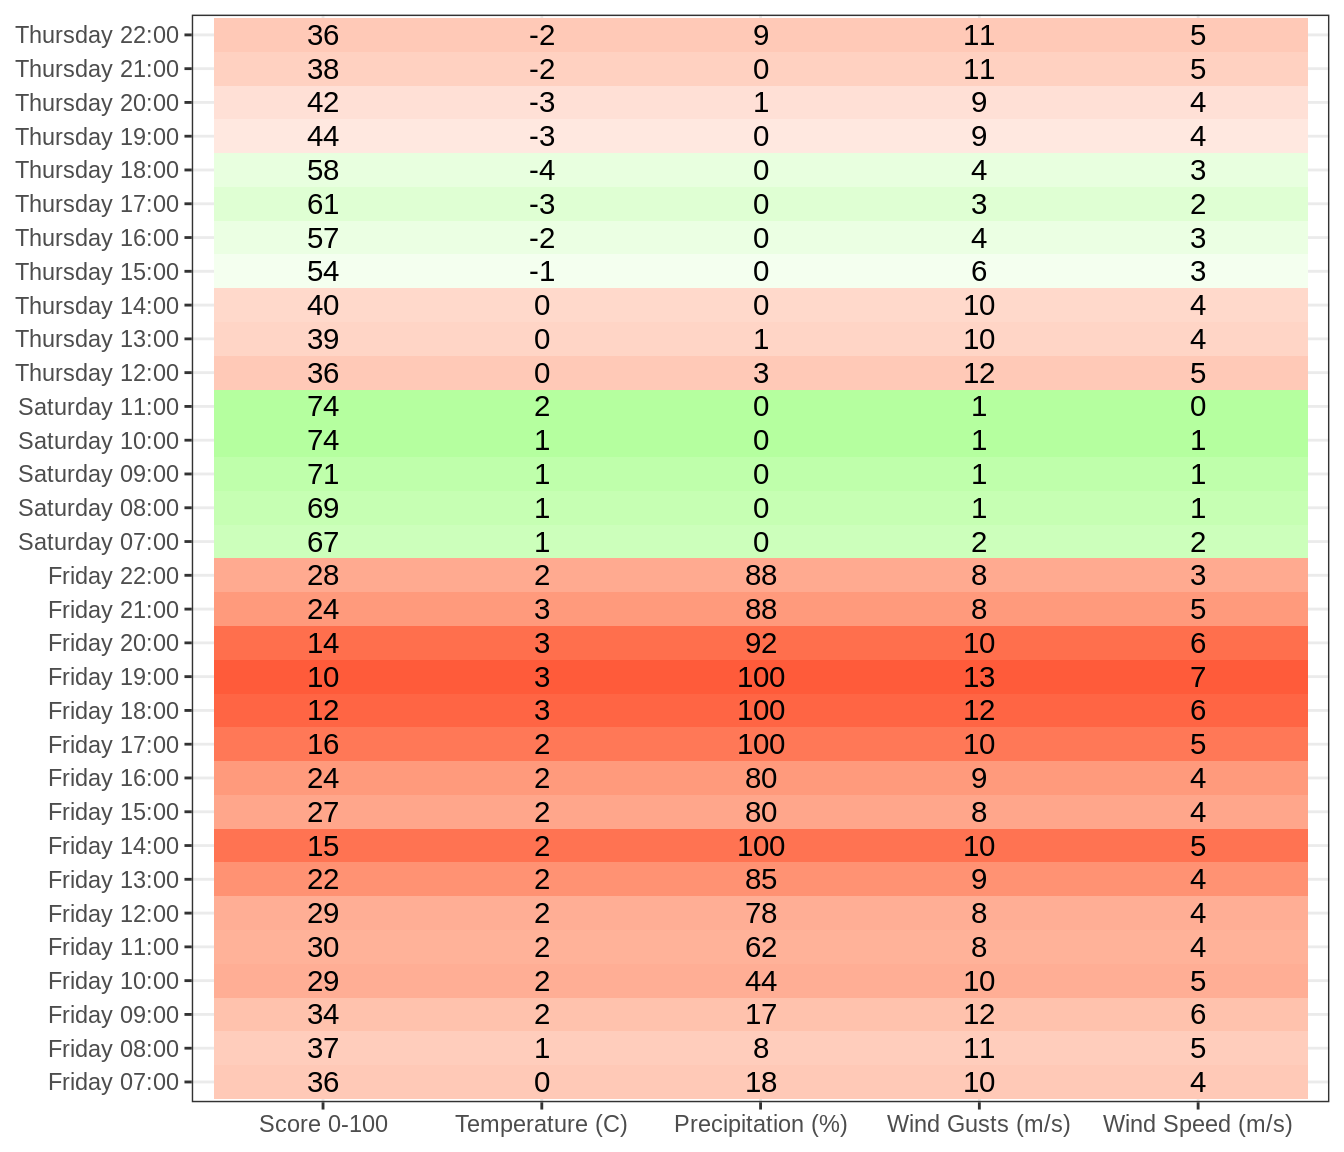 Thursday 22:00 36 -2 9 11 5
Thursday 21:00 38 -2 0 11 5
Thursday 20:00 42 -3 1 9 4
Thursday 19:00 44 -3 0 9 4
Thursday 18:00 58 -4 0 4 3
Thursday 17:00 61 -3 0 3 2
Thursday 16:00 57 -2 0 4 3
Thursday 15:00 54 -1 0 6 3
Thursday 14:00 40 0 0 10 4
Thursday 13:00 39 0 1 10 4
Thursday 12:00 36 0 3 12 5
Saturday 11:00 74 2 0 1 0
Saturday 10:00 74 1 0 1 1
Saturday 09:00 71 1 0 1 1
Saturday 08:00 69 1 0 1 1
Saturday 07:00 67 1 0 2 2
Friday 22:00 28 2 88 8 3
Friday 21:00 24 3 88 8 5
Friday 20:00 14 3 92 10 6
Friday 19:00 10 3 100 13 7
Friday 18:00 12 3 100 12 6
Friday 17:00 16 2 100 10 5
Friday 16:00 24 2 80 9 4
Friday 15:00 27 2 80 8 4
Friday 14:00 15 2 100 10 5
Friday 13:00 22 2 85 9 4
Friday 12:00 29 2 78 8 4
Friday 11:00 30 2 62 8 4
Friday 10:00 29 2 44 10 5
Friday 09:00 34 2 17 12 6
Friday 08:00 37 1 8 11 5
Friday 07:00 36 0 18 10 4
Score 0-100 Temperature (C) Precipitation (%) Wind Gusts (m/s) Wind Speed (m/s)